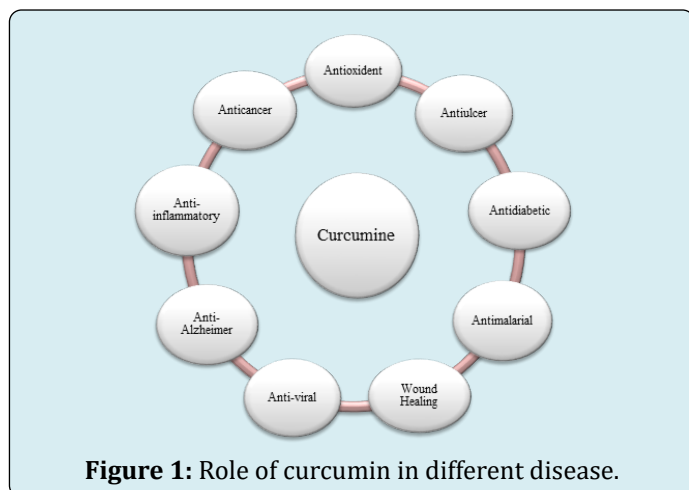 Antioxident
Antiulcer
Antidiabetic
Antimalarial
Wound
Healing
Anti-viral
Anti-
Alzheimer
Anti-
inflammatory
Anticancer
Curcumine
Figure 1: Role of curcumin in different disease.